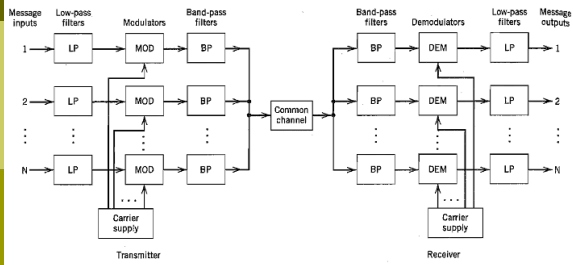 Message inputs
Low-pass filters
Modulators
Band-pass filters
Band-pass filters
Demodulators
Low-pass filters
Message outputs
1 LP MOD BP BP DEM LP 1
2 LP MOD BP Common channel BP DEM LP 2
N LP MOD BP BP DEM LP N
Carrier supply
Carrier supply
Transmitter
Receiver